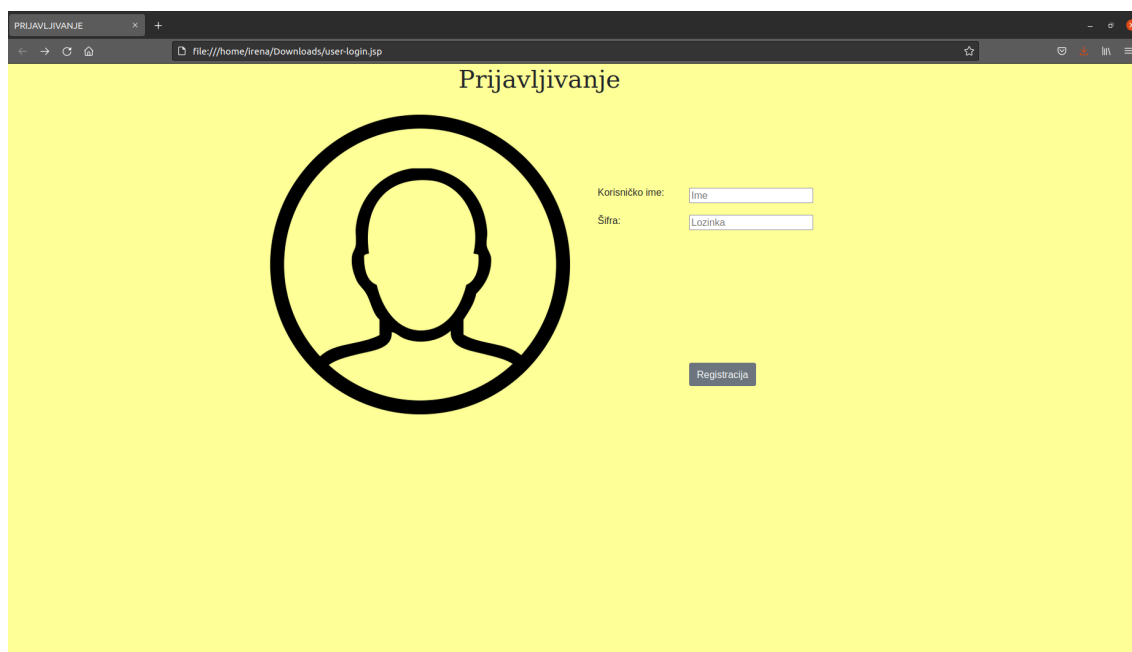 PRIJAVLJIVANJE
file:///home/irena/Downloads/user-login.jsp
Prijavljivanje
Korisničko ime: Ime
Šifra: Lozinka
Registracija